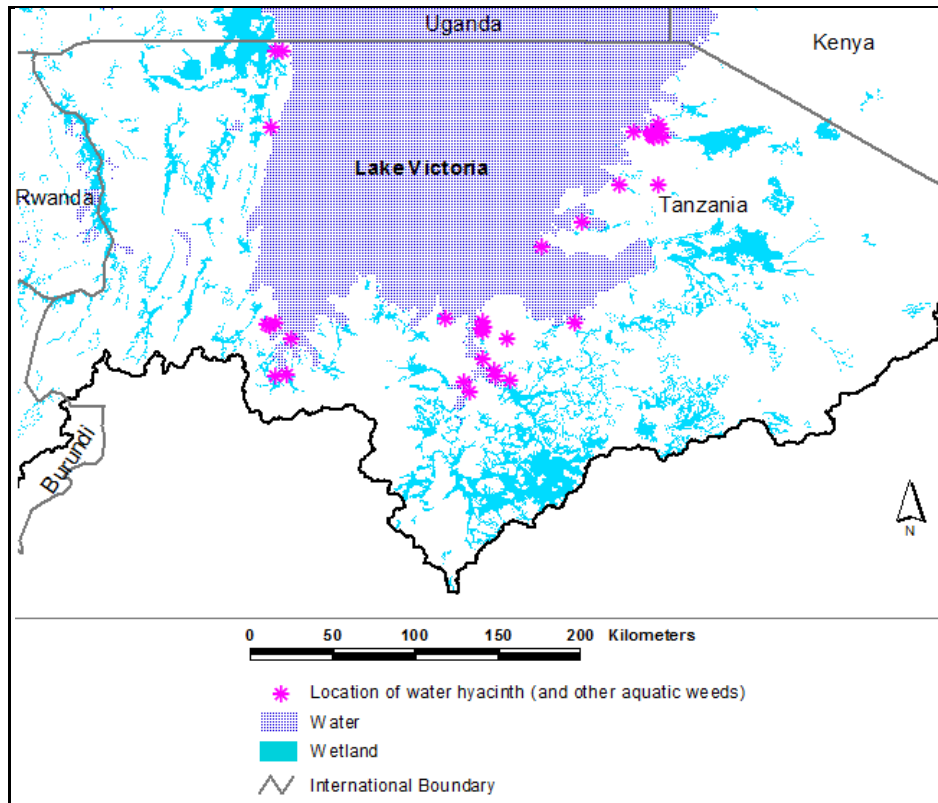 Uganda
Kenya
Lake Victoria
Rwanda
Tanzania
Burundi
N
0 50 100 150 200 Kilometers
Location of water hyacinth (and other aquatic weeds)
Water
Wetland
International Boundary